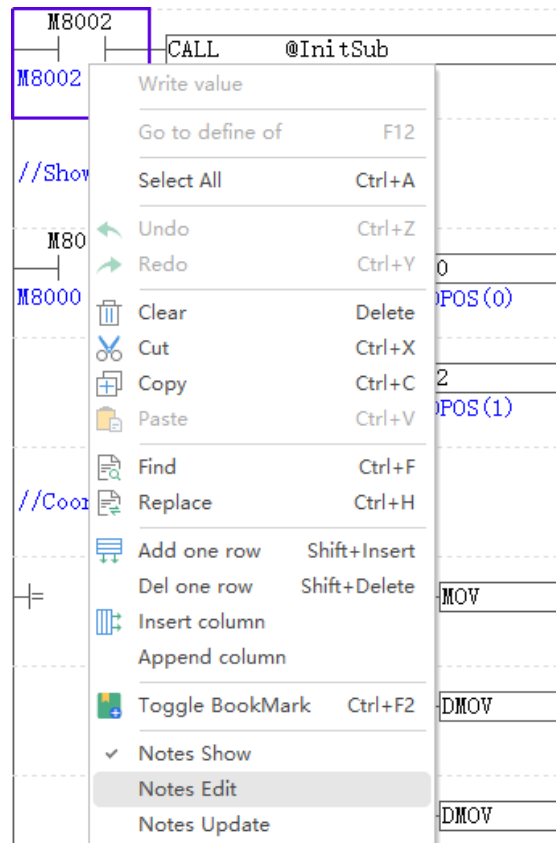 M8002
CALL @InitSub
M8002
Write value
Go to define of F12
//Show
Select All Ctrl+A
Undo Ctrl+Z
M80
Redo Ctrl+Y
0
M8000
DPOS(0)
Clear Delete
Cut Ctrl+X
Copy Ctrl+C
2
Paste Ctrl+V
DPOS(1)
Find Ctrl+F
//Coor
Replace Ctrl+H
Add one row Shift+Insert
Del one row Shift+Delete
=
MOV
Insert column
Append column
Toggle BookMark Ctrl+F2
DMOV
Notes Show
Notes Edit
Notes Update
DMOV